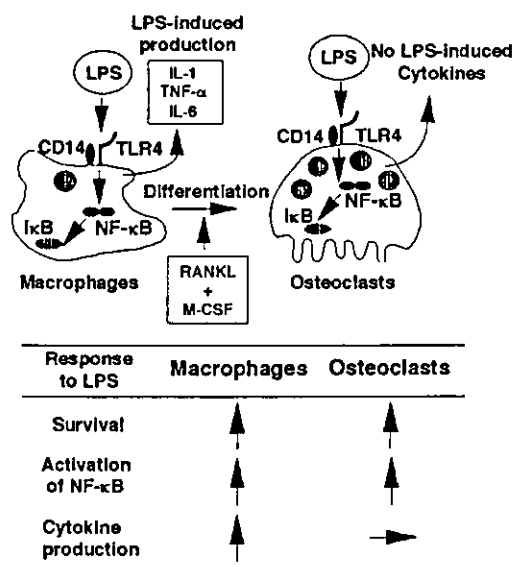 LPS-induced
production
LPS
IL-1
TNF-α
IL-6
CD14
TLR4
IκB
NF-κB
Macrophages
Differentiation
RANKL
+
M-CSF
LPS
No LPS-induced
Cytokines
CD14
TLR4
NF-κB
IκB
Osteoclasts
Response
to LPS
Macrophages
Osteoclasts
Survival
Activation
of NF-κB
Cytokine
production